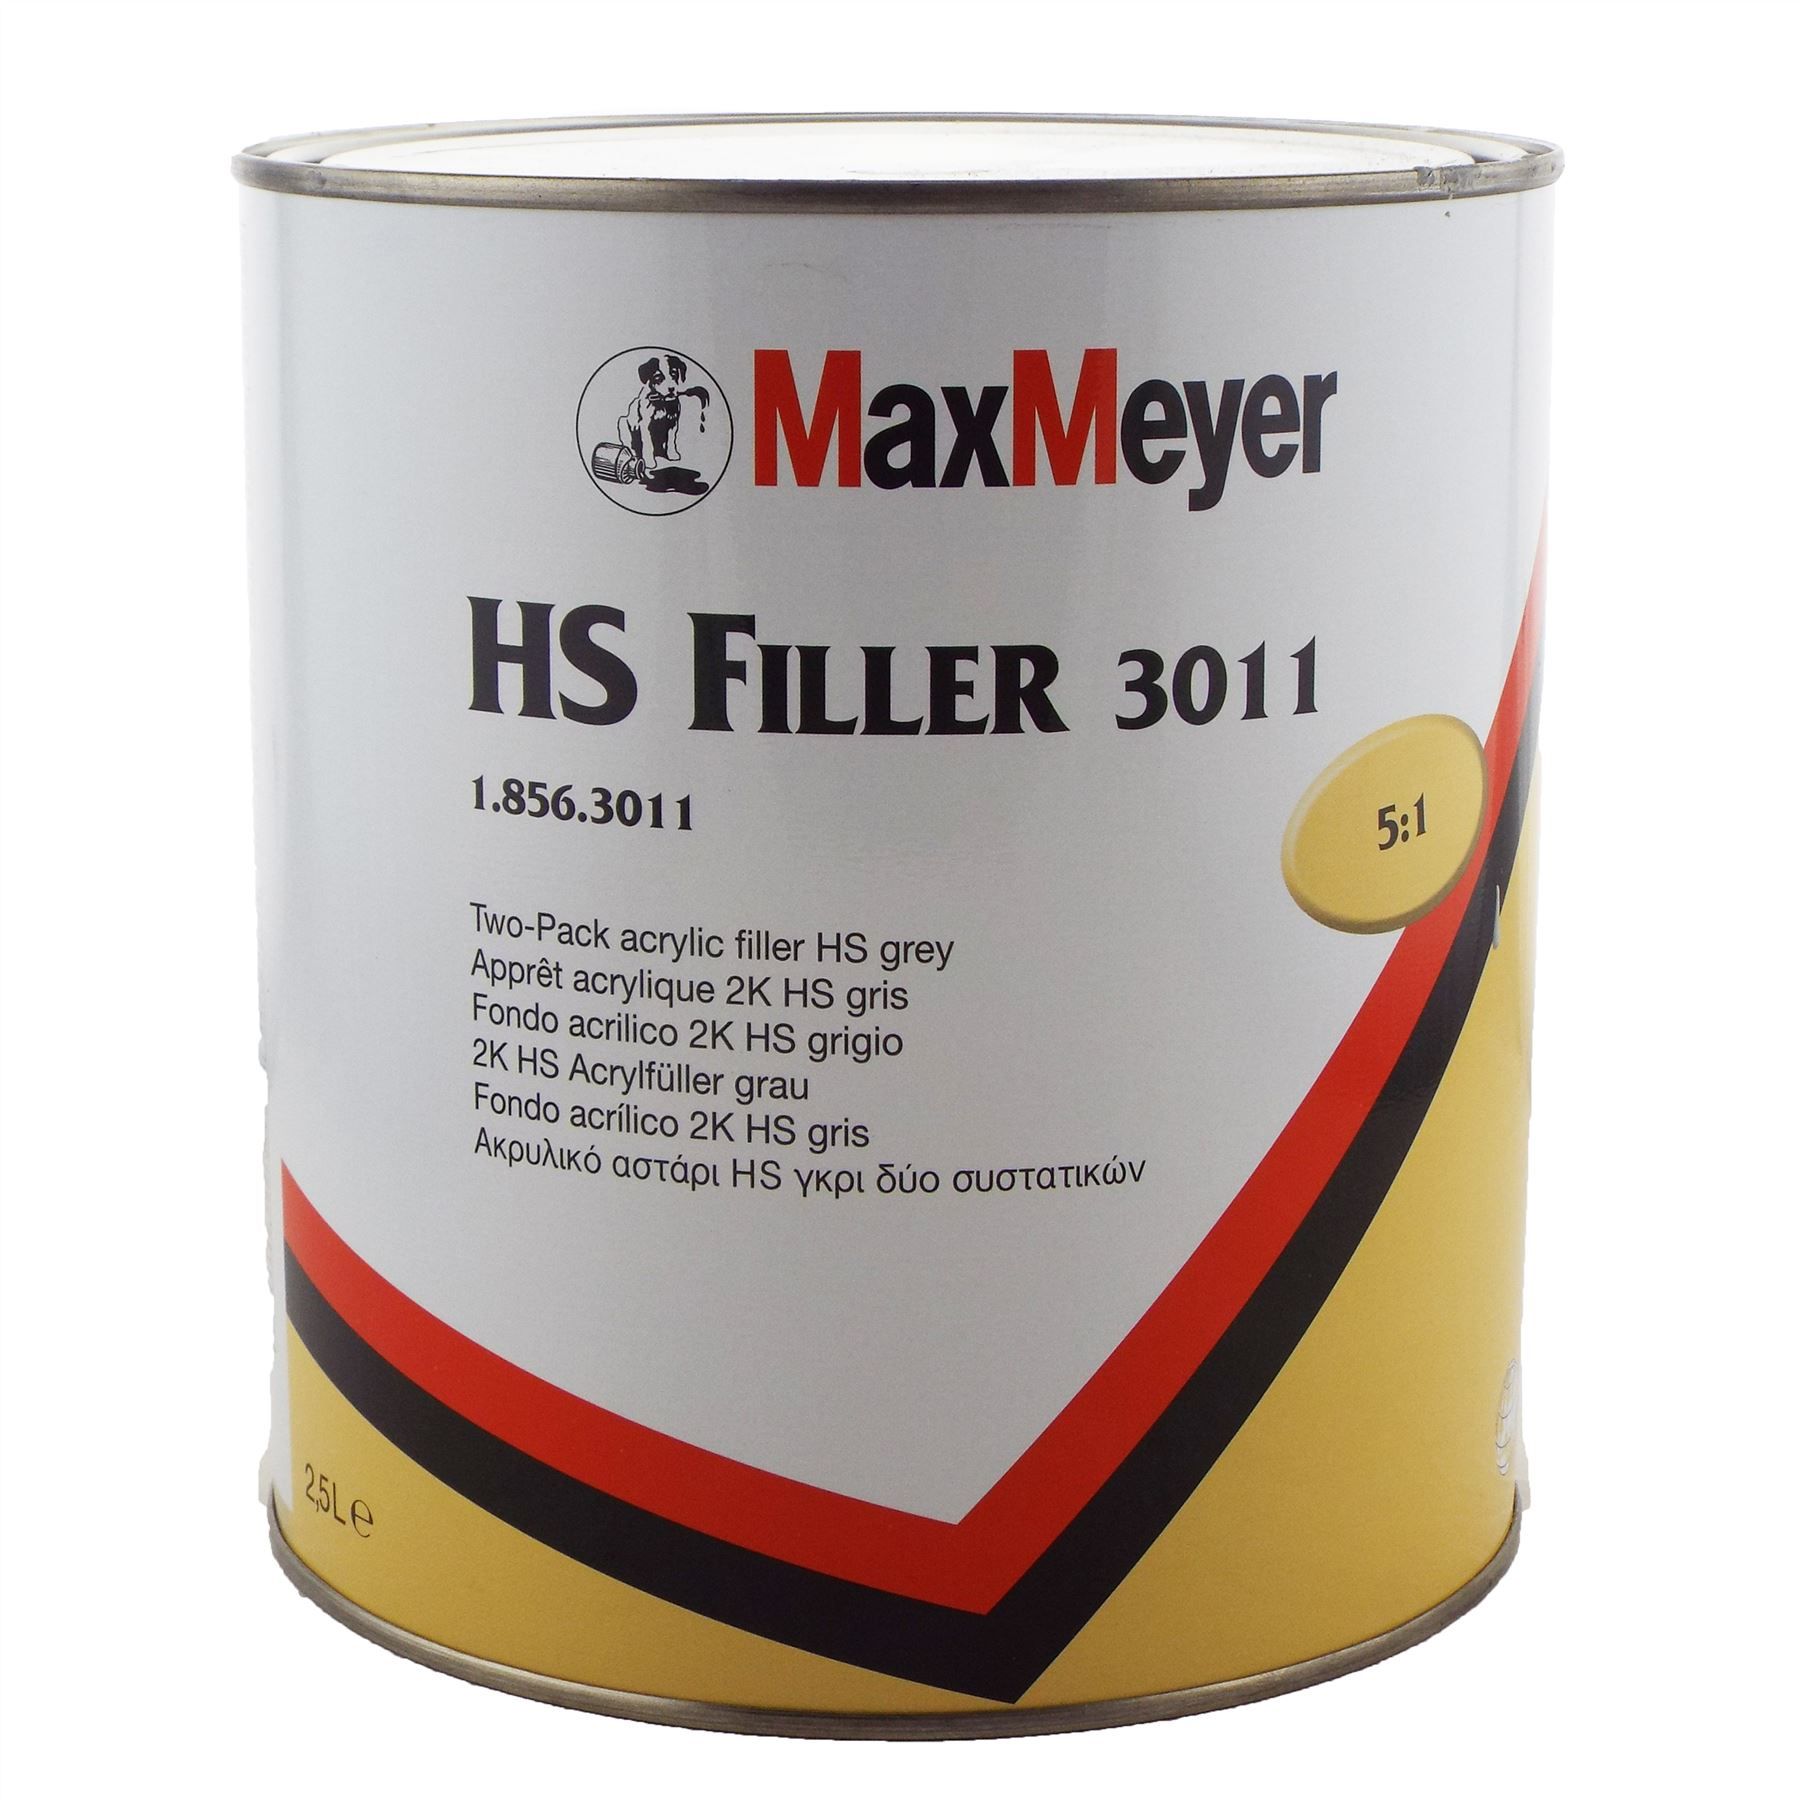 MaxMeyer
HS FILLER 3011
1.856.3011
5:1
Two-Pack acrylic filler HS grey
Apprêt acrylique 2K HS gris
Fondo acrilico 2K HS grigio
2K HS Acrylfüller grau
Fondo acrílico 2K HS gris
Ακρυλικό αστάρι HS γκρι δύο συστατικών
2,5L℮